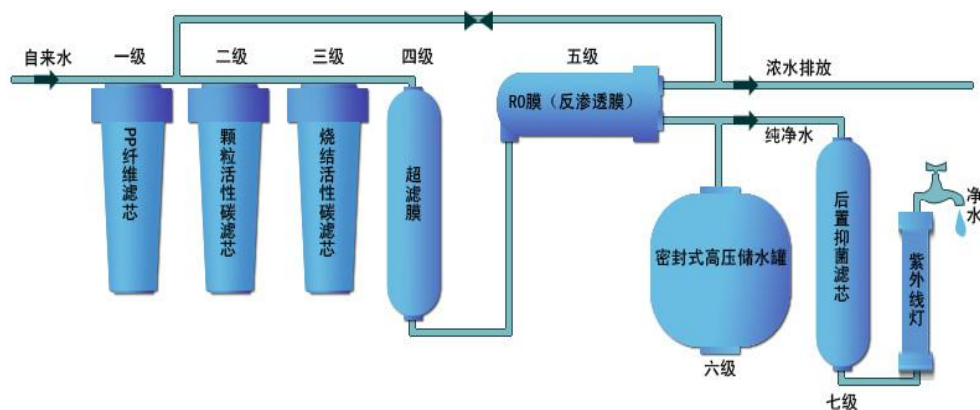 自来水
一级
二级
三级
四级
五级
浓水排放
PP纤维滤芯
颗粒活性碳滤芯
烧结活性碳滤芯
超滤膜
RO膜（反渗透膜）
纯净水
密封式高压储水罐
六级
后置抑菌滤芯
七级
紫外线灯
净水